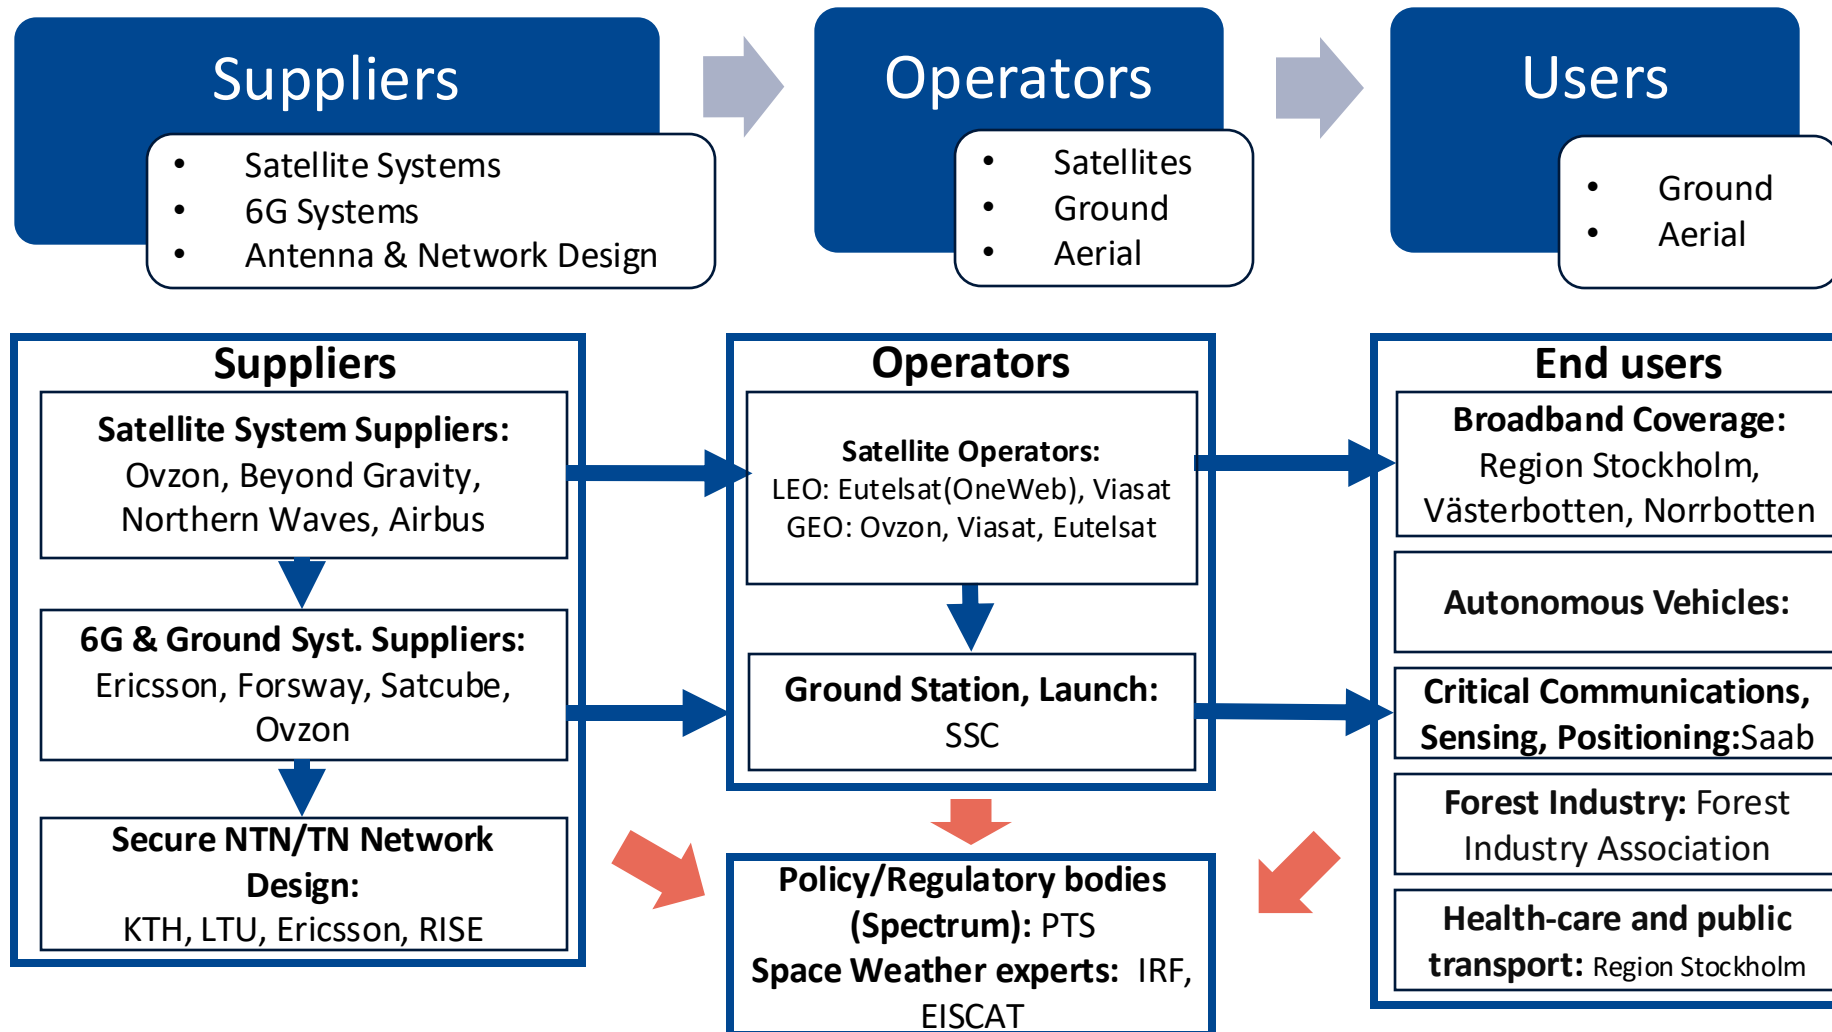 Suppliers
• Satellite Systems
• 6G Systems
• Antenna & Network Design
Operators
• Satellites
• Ground
• Aerial
Users
• Ground
• Aerial
Suppliers
Satellite System Suppliers:
Ovzon, Beyond Gravity,
Northern Waves, Airbus
6G & Ground Syst. Suppliers:
Ericsson, Forsway, Satcube,
Ovzon
Secure NTN/TN Network
Design:
KTH, LTU, Ericsson, RISE
Operators
Satellite Operators:
LEO: Eutelsat(OneWeb), Viasat
GEO: Ovzon, Viasat, Eutelsat
Ground Station, Launch:
SSC
Policy/Regulatory bodies
(Spectrum): PTS
Space Weather experts: IRF,
EISCAT
End users
Broadband Coverage:
Region Stockholm,
Västerbotten, Norrbotten
Autonomous Vehicles:
Critical Communications,
Sensing, Positioning:Saab
Forest Industry: Forest
Industry Association
Health-care and public
transport: Region Stockholm